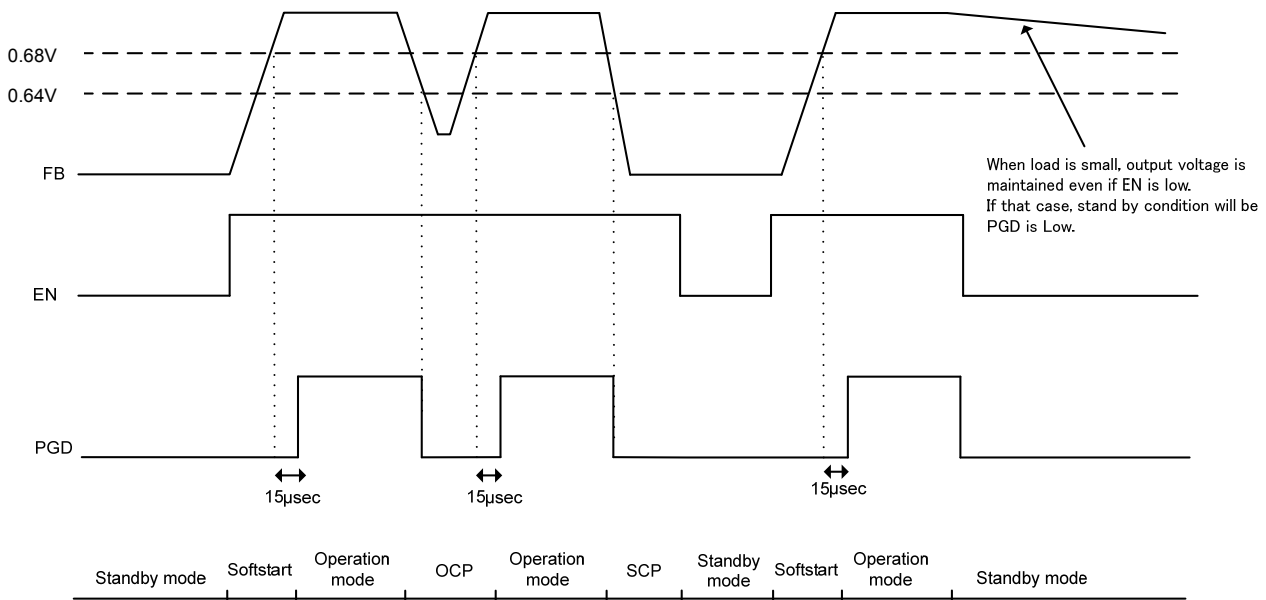 0.68V
0.64V
FB
When load is small, output voltage is
maintained even if EN is low.
If that case, stand by condition will be
PGD is Low.
EN
PGD
15µsec
15µsec
15µsec
Standby mode
Softstart
Operation
mode
OCP
Operation
mode
SCP
Standby
mode
Softstart
Operation
mode
Standby mode